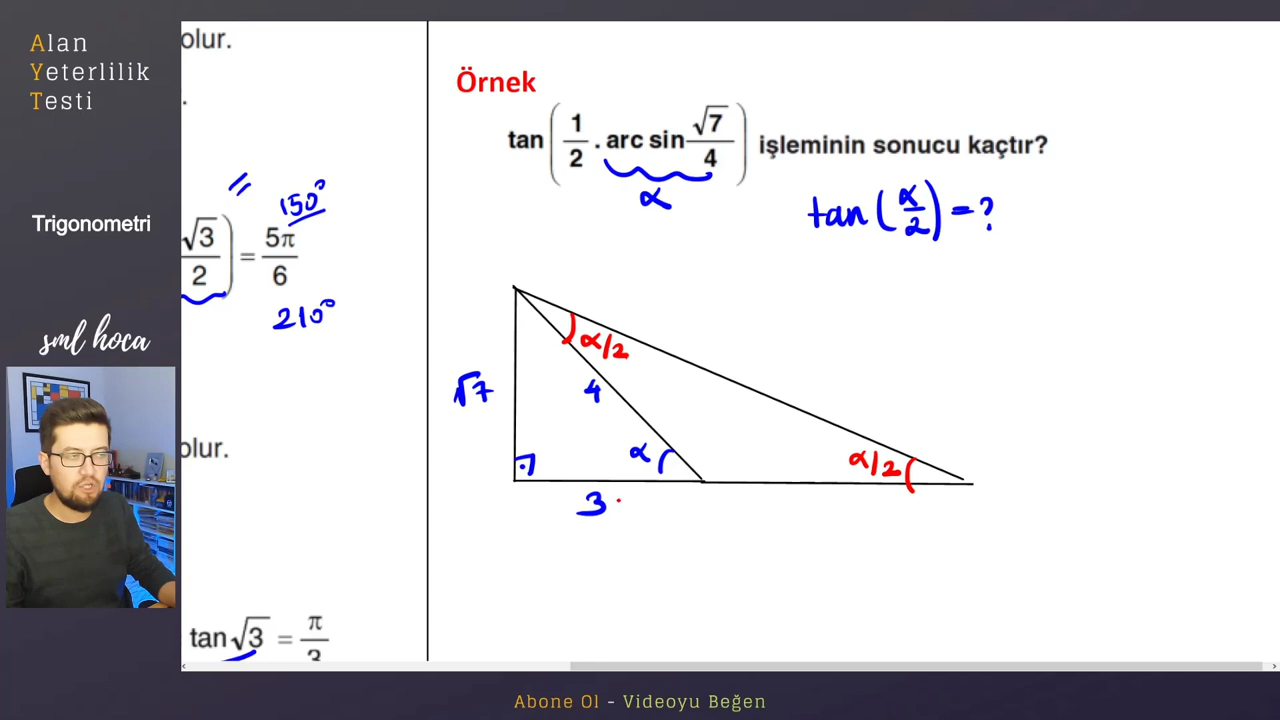 Alan
Yeterlilik
Testi
Trigonometri
sml hoca
olur.
.
150°
√3/2) = 5π/6
210°
olur.
tan√3 = π/3
Örnek
tan(1/2 . arc sin √7/4) işleminin sonucu kaçtır?
α
tan(α/2) = ?
α/2
√7
4
α
α/2
3
Abone Ol - Videoyu Beğen